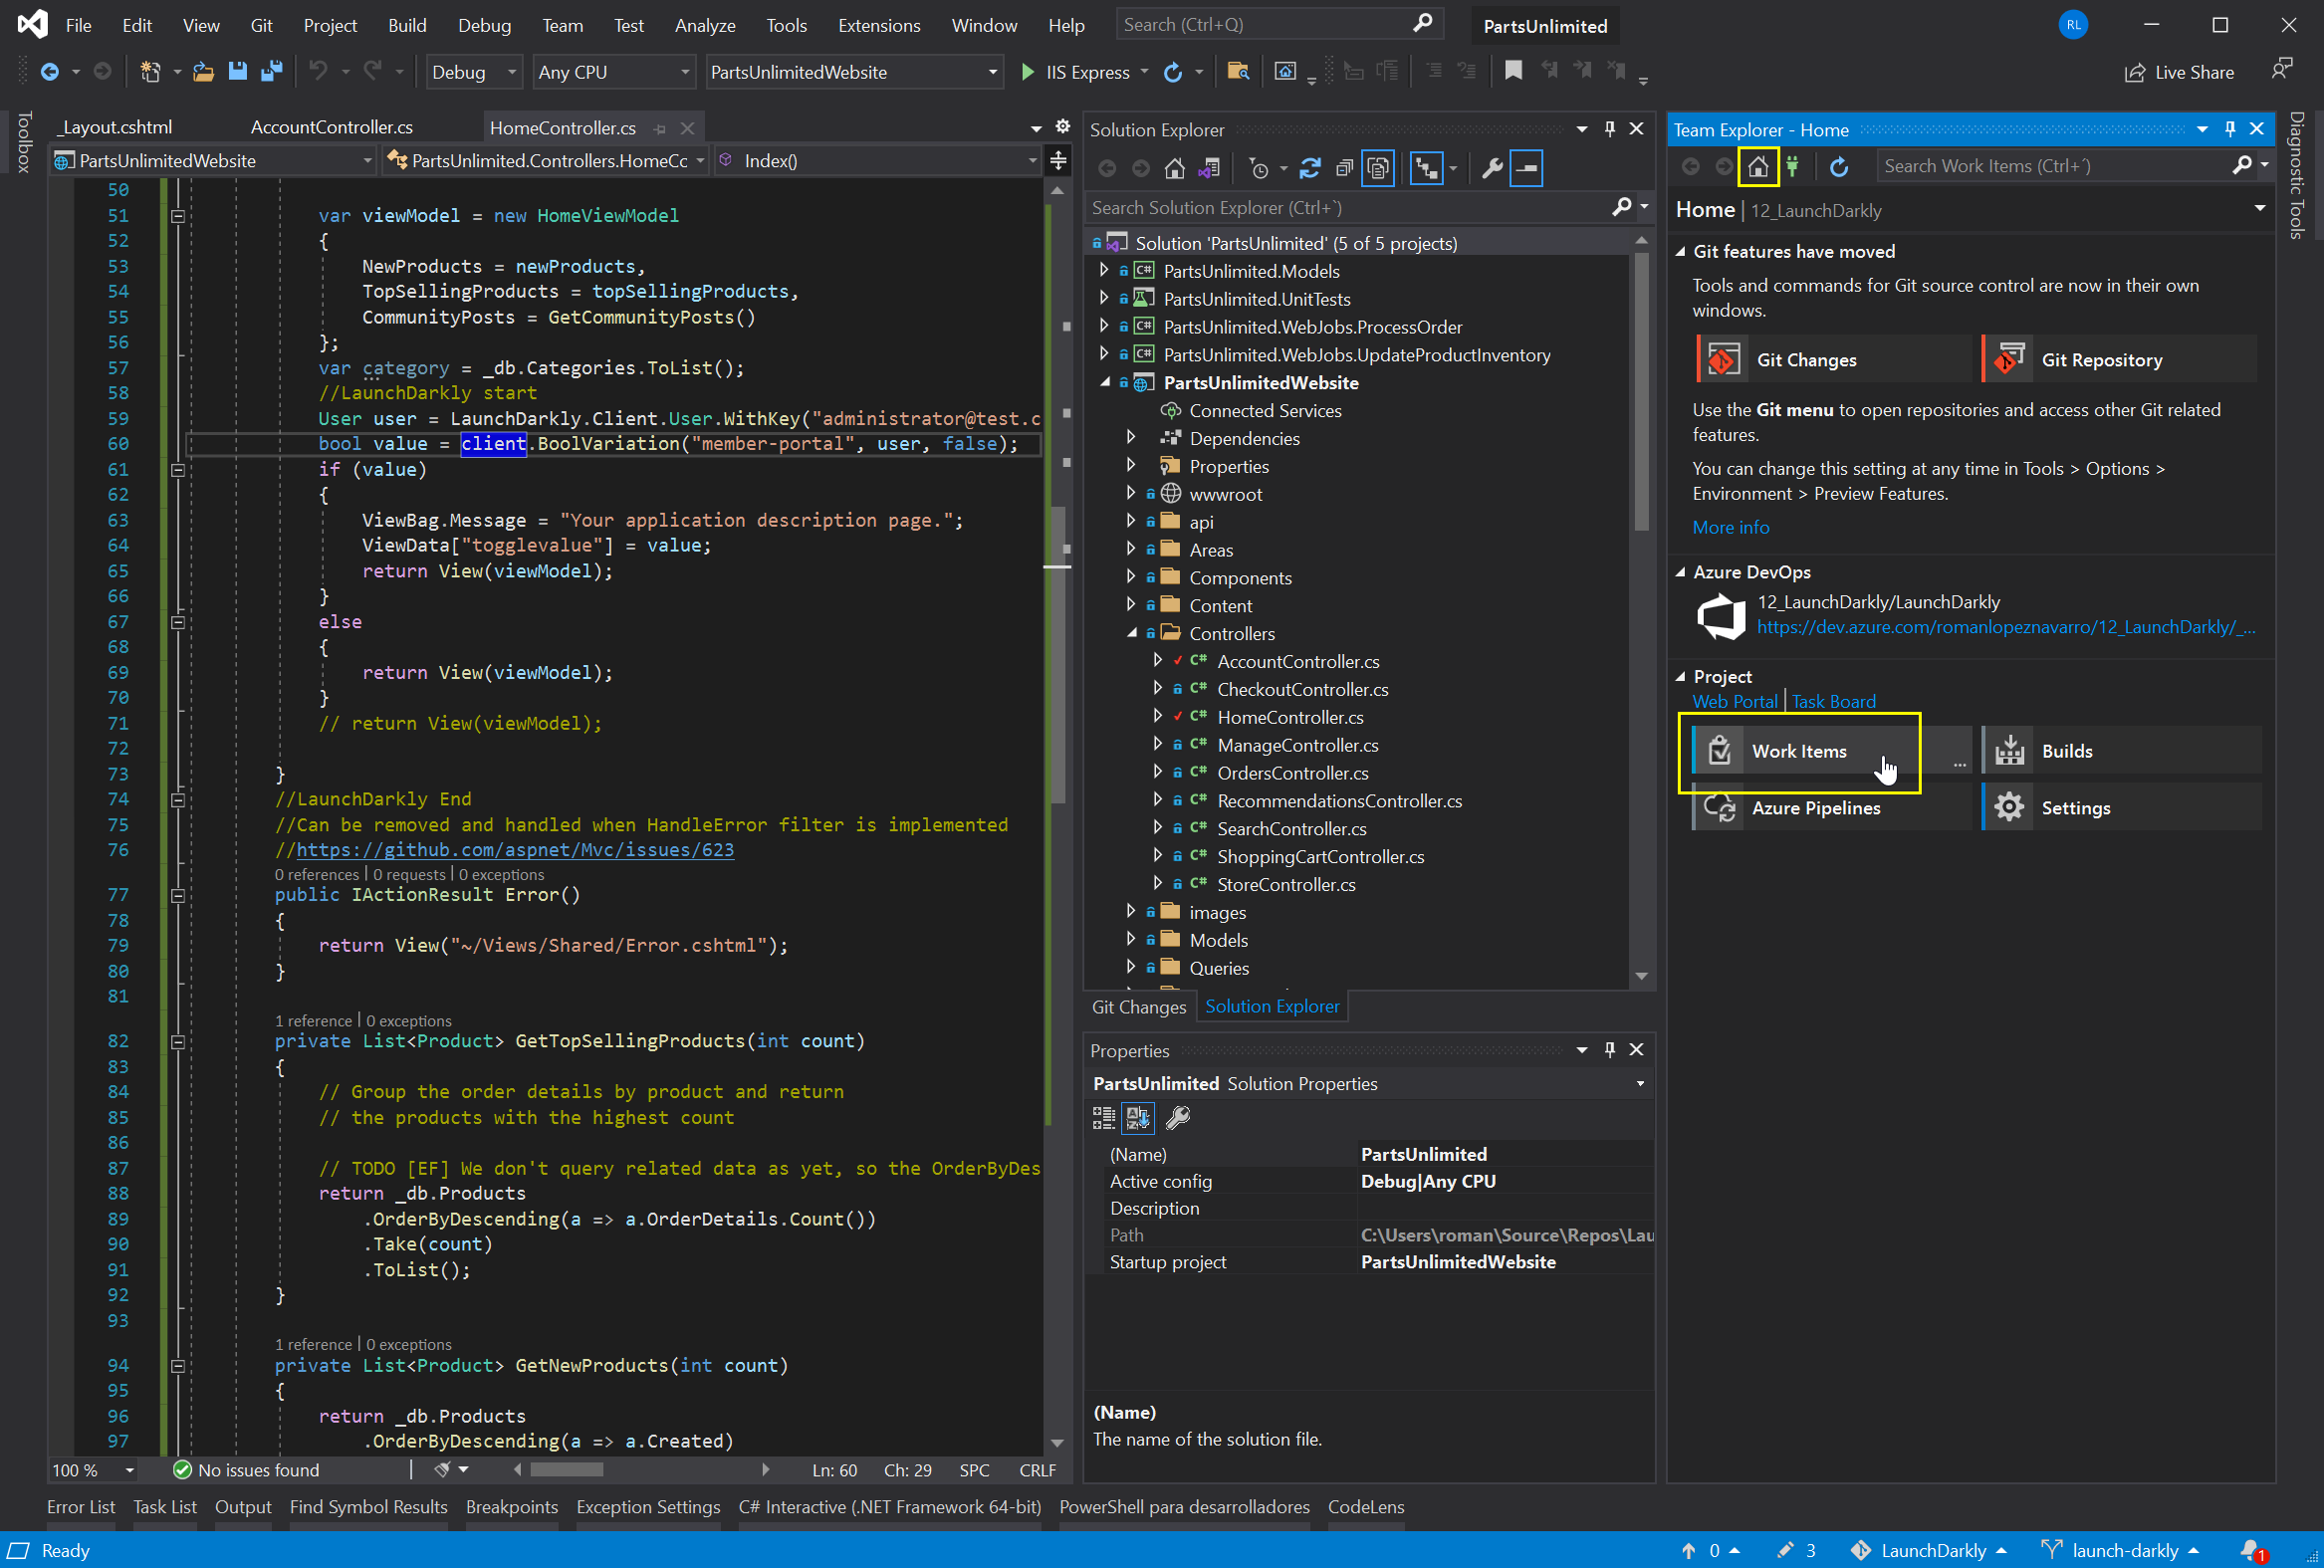 File Edit View Git Project Build Debug Team Test Analyze Tools Extensions Window Help Search (Ctrl+Q) PartsUnlimited RL
Debug Any CPU PartsUnlimitedWebsite IIS Express Live Share
Toolbox
_Layout.cshtml AccountController.cs HomeController.cs
PartsUnlimitedWebsite PartsUnlimited.Controllers.HomeCc Index()
50
51 var viewModel = new HomeViewModel
52 {
53 NewProducts = newProducts,
54 TopSellingProducts = topSellingProducts,
55 CommunityPosts = GetCommunityPosts()
56 };
57 var category = _db.Categories.ToList();
58 //LaunchDarkly start
59 User user = LaunchDarkly.Client.User.WithKey("administrator@test.c
60 bool value = client.BoolVariation("member-portal", user, false);
61 if (value)
62 {
63 ViewBag.Message = "Your application description page.";
64 ViewData["togglevalue"] = value;
65 return View(viewModel);
66 }
67 else
68 {
69 return View(viewModel);
70 }
71 // return View(viewModel);
72
73 }
74 //LaunchDarkly End
75 //Can be removed and handled when HandleError filter is implemented
76 //https://github.com/aspnet/Mvc/issues/623
0 references | 0 requests | 0 exceptions
77 public IActionResult Error()
78 {
79 return View("~/Views/Shared/Error.cshtml");
80 }
81
1 reference | 0 exceptions
82 private List<Product> GetTopSellingProducts(int count)
83 {
84 // Group the order details by product and return
85 // the products with the highest count
86
87 // TODO [EF] We don't query related data as yet, so the OrderByDes
88 return _db.Products
89 .OrderByDescending(a => a.OrderDetails.Count())
90 .Take(count)
91 .ToList();
92 }
93
1 reference | 0 exceptions
94 private List<Product> GetNewProducts(int count)
95 {
96 return _db.Products
97 .OrderByDescending(a => a.Created)
100 % No issues found Ln: 60 Ch: 29 SPC CRLF
Solution Explorer
Search Solution Explorer (Ctrl+`)
Solution 'PartsUnlimited' (5 of 5 projects)
C# PartsUnlimited.Models
PartsUnlimited.UnitTests
C# PartsUnlimited.WebJobs.ProcessOrder
C# PartsUnlimited.WebJobs.UpdateProductInventory
PartsUnlimitedWebsite
Connected Services
Dependencies
Properties
wwwroot
api
Areas
Components
Content
Controllers
C# AccountController.cs
C# CheckoutController.cs
C# HomeController.cs
C# ManageController.cs
C# OrdersController.cs
C# RecommendationsController.cs
C# SearchController.cs
C# ShoppingCartController.cs
C# StoreController.cs
images
Models
Queries
Git Changes Solution Explorer
Properties
PartsUnlimited Solution Properties
(Name) PartsUnlimited
Active config Debug|Any CPU
Description
Path C:\Users\roman\Source\Repos\Lau
Startup project PartsUnlimitedWebsite
(Name)
The name of the solution file.
Team Explorer - Home
Search Work Items (Ctrl+´)
Home | 12_LaunchDarkly
Git features have moved
Tools and commands for Git source control are now in their own
windows.
Git Changes Git Repository
Use the Git menu to open repositories and access other Git related
features.
You can change this setting at any time in Tools > Options >
Environment > Preview Features.
More info
Azure DevOps
12_LaunchDarkly/LaunchDarkly
https://dev.azure.com/romanlopeznavarro/12_LaunchDarkly/_...
Project
Web Portal | Task Board
Work Items ... Builds
Azure Pipelines Settings
Diagnostic Tools
Error List Task List Output Find Symbol Results Breakpoints Exception Settings C# Interactive (.NET Framework 64-bit) PowerShell para desarrolladores CodeLens
Ready 0 3 LaunchDarkly launch-darkly 1